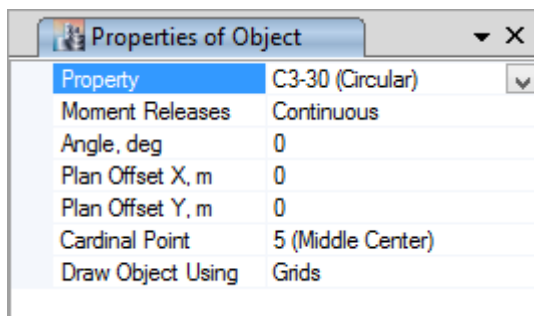 Properties of Object
Property C3-30 (Circular)
Moment Releases Continuous
Angle, deg 0
Plan Offset X, m 0
Plan Offset Y, m 0
Cardinal Point 5 (Middle Center)
Draw Object Using Grids